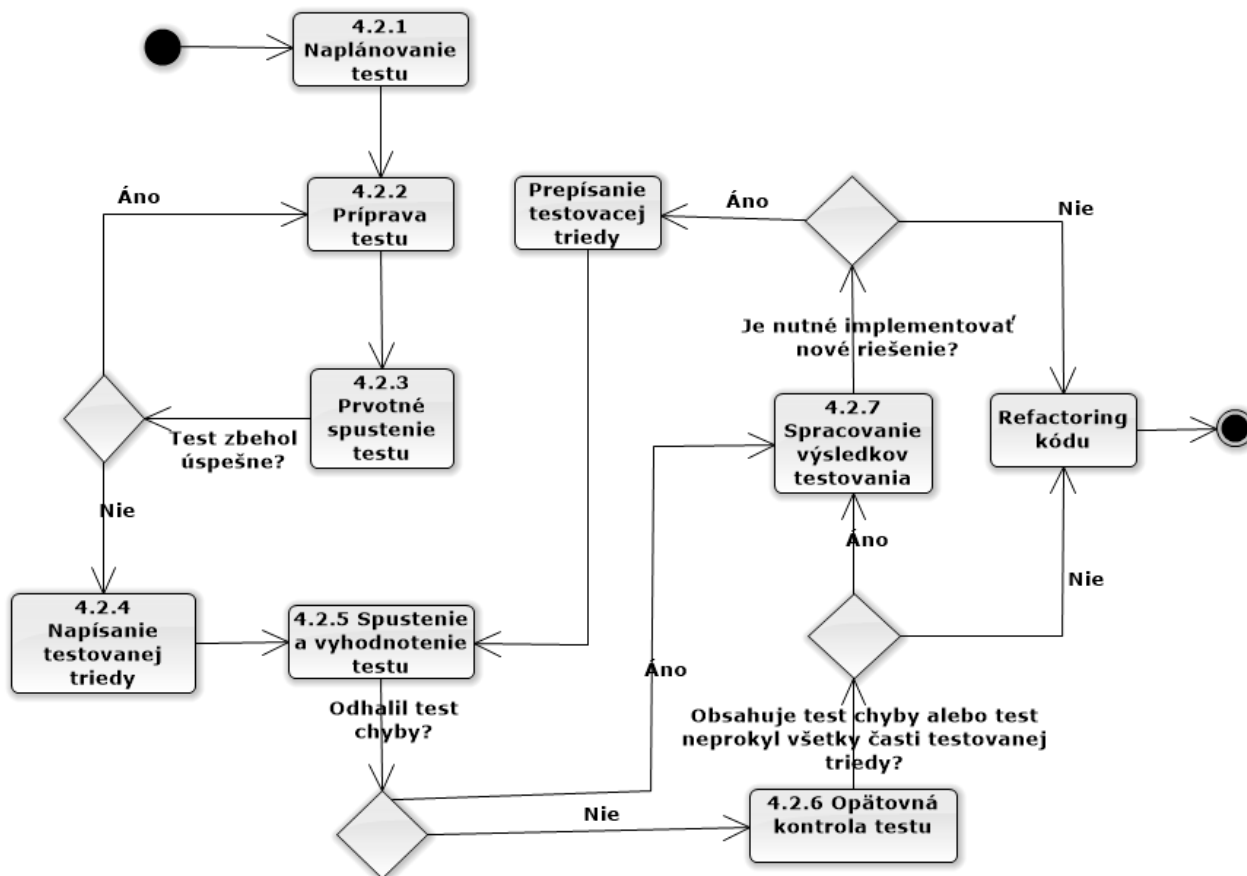 4.2.1
Naplánovanie
testu
4.2.2
Príprava
testu
Áno
Prepísanie
testovacej
triedy
Áno
Nie
Je nutné implementovať
nové riešenie?
4.2.3
Prvotné
spustenie
testu
Test zbehol
úspešne?
Nie
4.2.7
Spracovanie
výsledkov
testovania
Refactoring
kódu
Áno
Nie
4.2.4
Napísanie
testovanej
triedy
4.2.5 Spustenie
a vyhodnotenie
testu
Áno
Odhalil test
chyby?
Obsahuje test chyby alebo test
neprokyl všetky časti testovanej
triedy?
Nie
4.2.6 Opätovná
kontrola testu